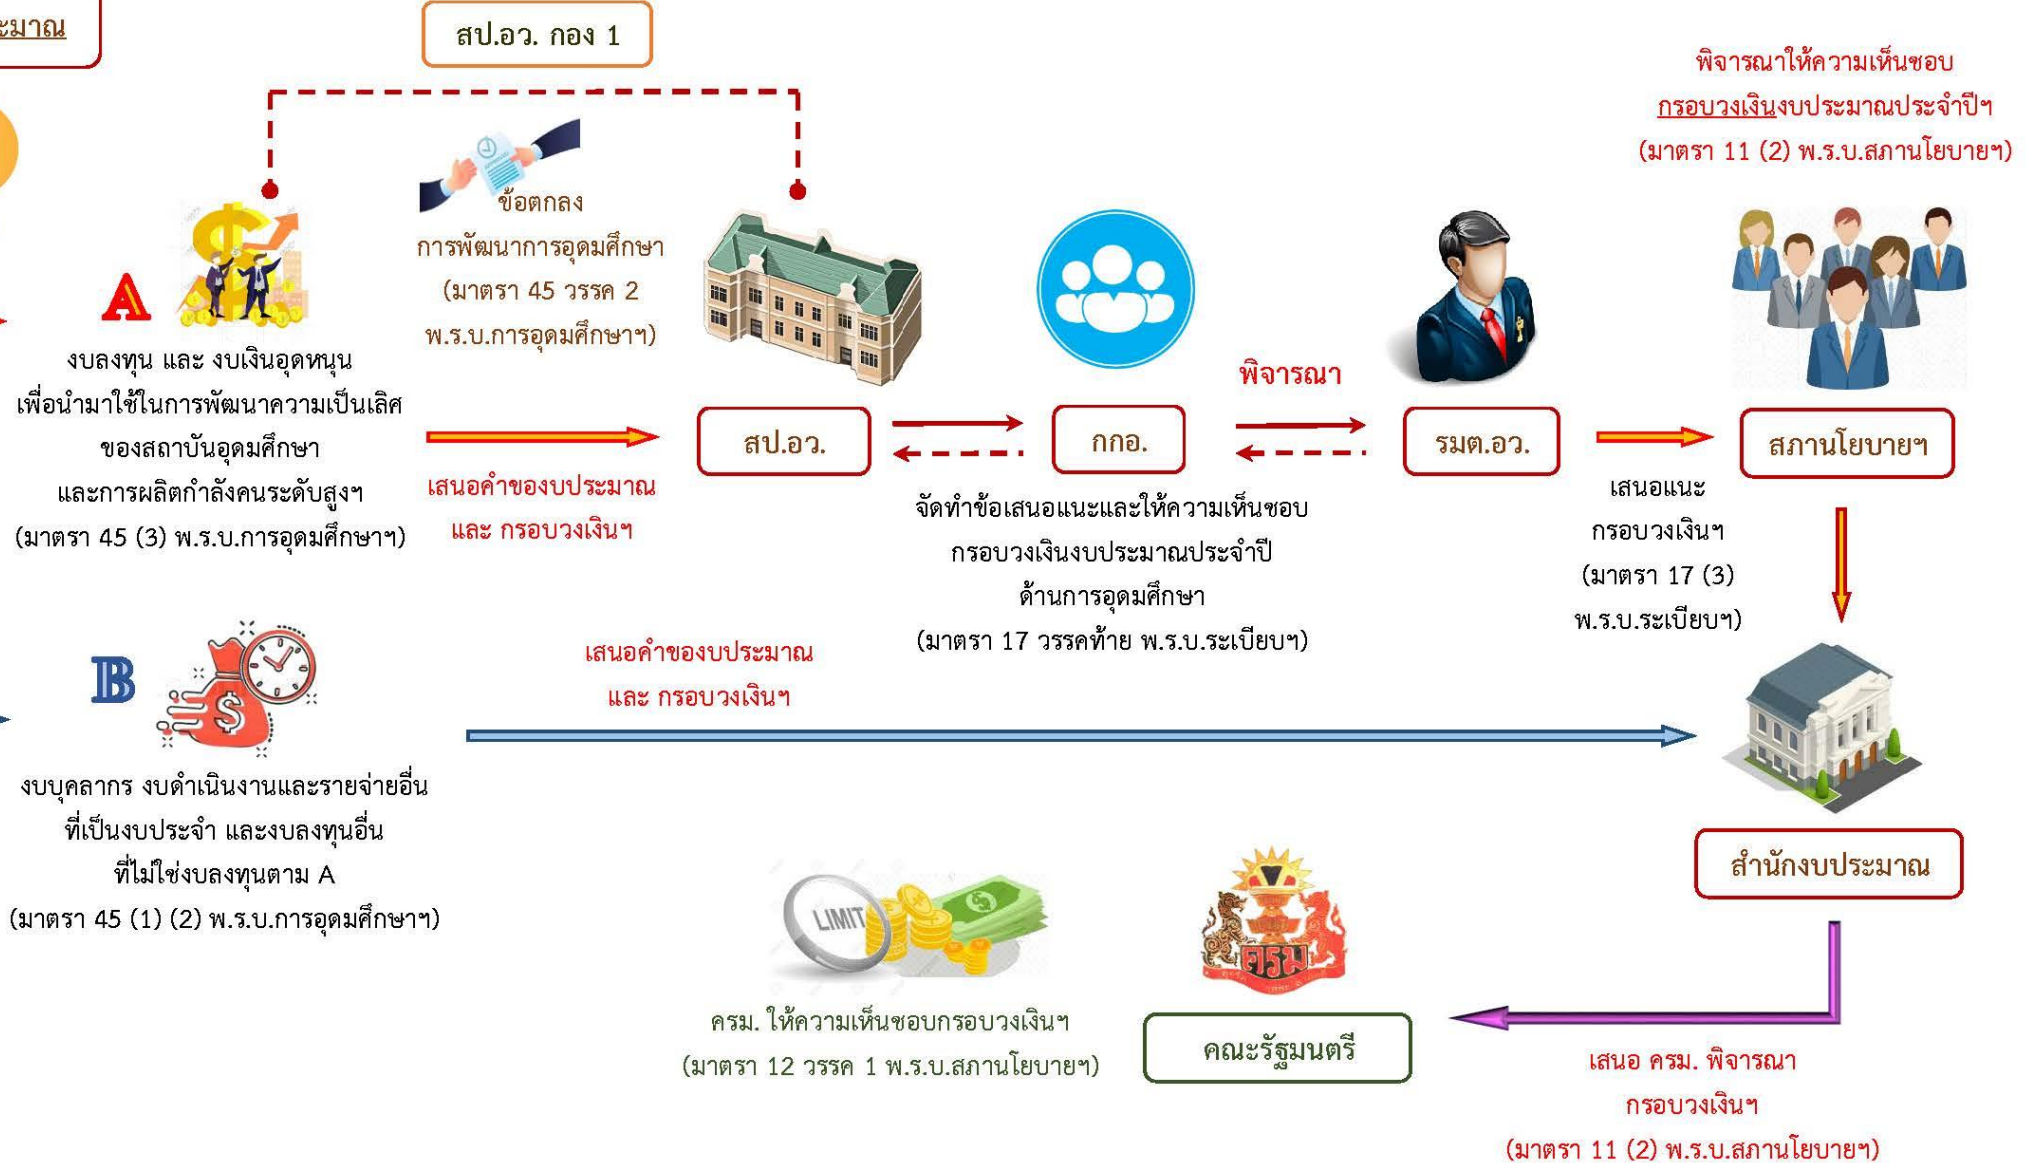 สป.อว. กอง 1
พิจารณาให้ความเห็นชอบ
กรอบวงเงินงบประมาณประจำปีฯ
(มาตรา 11 (2) พ.ร.บ.สภานโยบายฯ)
ข้อตกลง
การพัฒนาการอุดมศึกษา
(มาตรา 45 วรรค 2
พ.ร.บ.การอุดมศึกษาฯ)
A
งบลงทุน และ งบเงินอุดหนุน
เพื่อนำมาใช้ในการพัฒนาความเป็นเลิศ
ของสถาบันอุดมศึกษา
และการผลิตกำลังคนระดับสูงฯ
(มาตรา 45 (3) พ.ร.บ.การอุดมศึกษาฯ)
เสนอคำของบประมาณ
และ กรอบวงเงินฯ
สป.อว.
กกอ.
พิจารณา
รมต.อว.
สภานโยบายฯ
จัดทำข้อเสนอแนะและให้ความเห็นชอบ
กรอบวงเงินงบประมาณประจำปี
ด้านการอุดมศึกษา
(มาตรา 17 วรรคท้าย พ.ร.บ.ระเบียบฯ)
เสนอแนะ
กรอบวงเงินฯ
(มาตรา 17 (3)
พ.ร.บ.ระเบียบฯ)
B
งบบุคลากร งบดำเนินงานและรายจ่ายอื่น
ที่เป็นงบประจำ และงบลงทุนอื่น
ที่ไม่ใช่งบลงทุนตาม A
(มาตรา 45 (1) (2) พ.ร.บ.การอุดมศึกษาฯ)
เสนอคำของบประมาณ
และ กรอบวงเงินฯ
สำนักงบประมาณ
LIMIT
ครม. ให้ความเห็นชอบกรอบวงเงินฯ
(มาตรา 12 วรรค 1 พ.ร.บ.สภานโยบายฯ)
ครม
คณะรัฐมนตรี
เสนอ ครม. พิจารณา
กรอบวงเงินฯ
(มาตรา 11 (2) พ.ร.บ.สภานโยบายฯ)